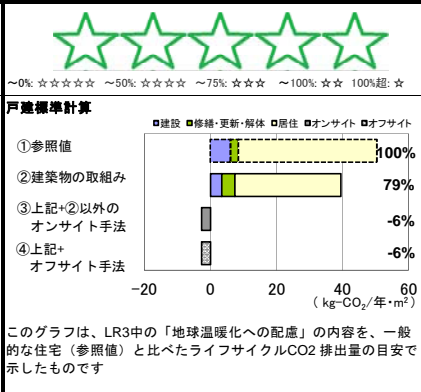 ~0%: ☆☆☆☆☆ ~50%: ☆☆☆☆ ~75%: ☆☆☆ ~100%: ☆☆ 100%超: ☆
戸建標準計算
建設 修繕・更新・解体 居住 オンサイト オフサイト
①参照値 100%
②建築物の取組み 79%
③上記+②以外の
オンサイト手法 -6%
④上記+
オフサイト手法 -6%
-20 0 20 40 60
( kg-CO₂/年・m²)
このグラフは、LR3中の「地球温暖化への配慮」の内容を、一般
的な住宅（参照値）と比べたライフサイクルCO2 排出量の目安で
示したものです